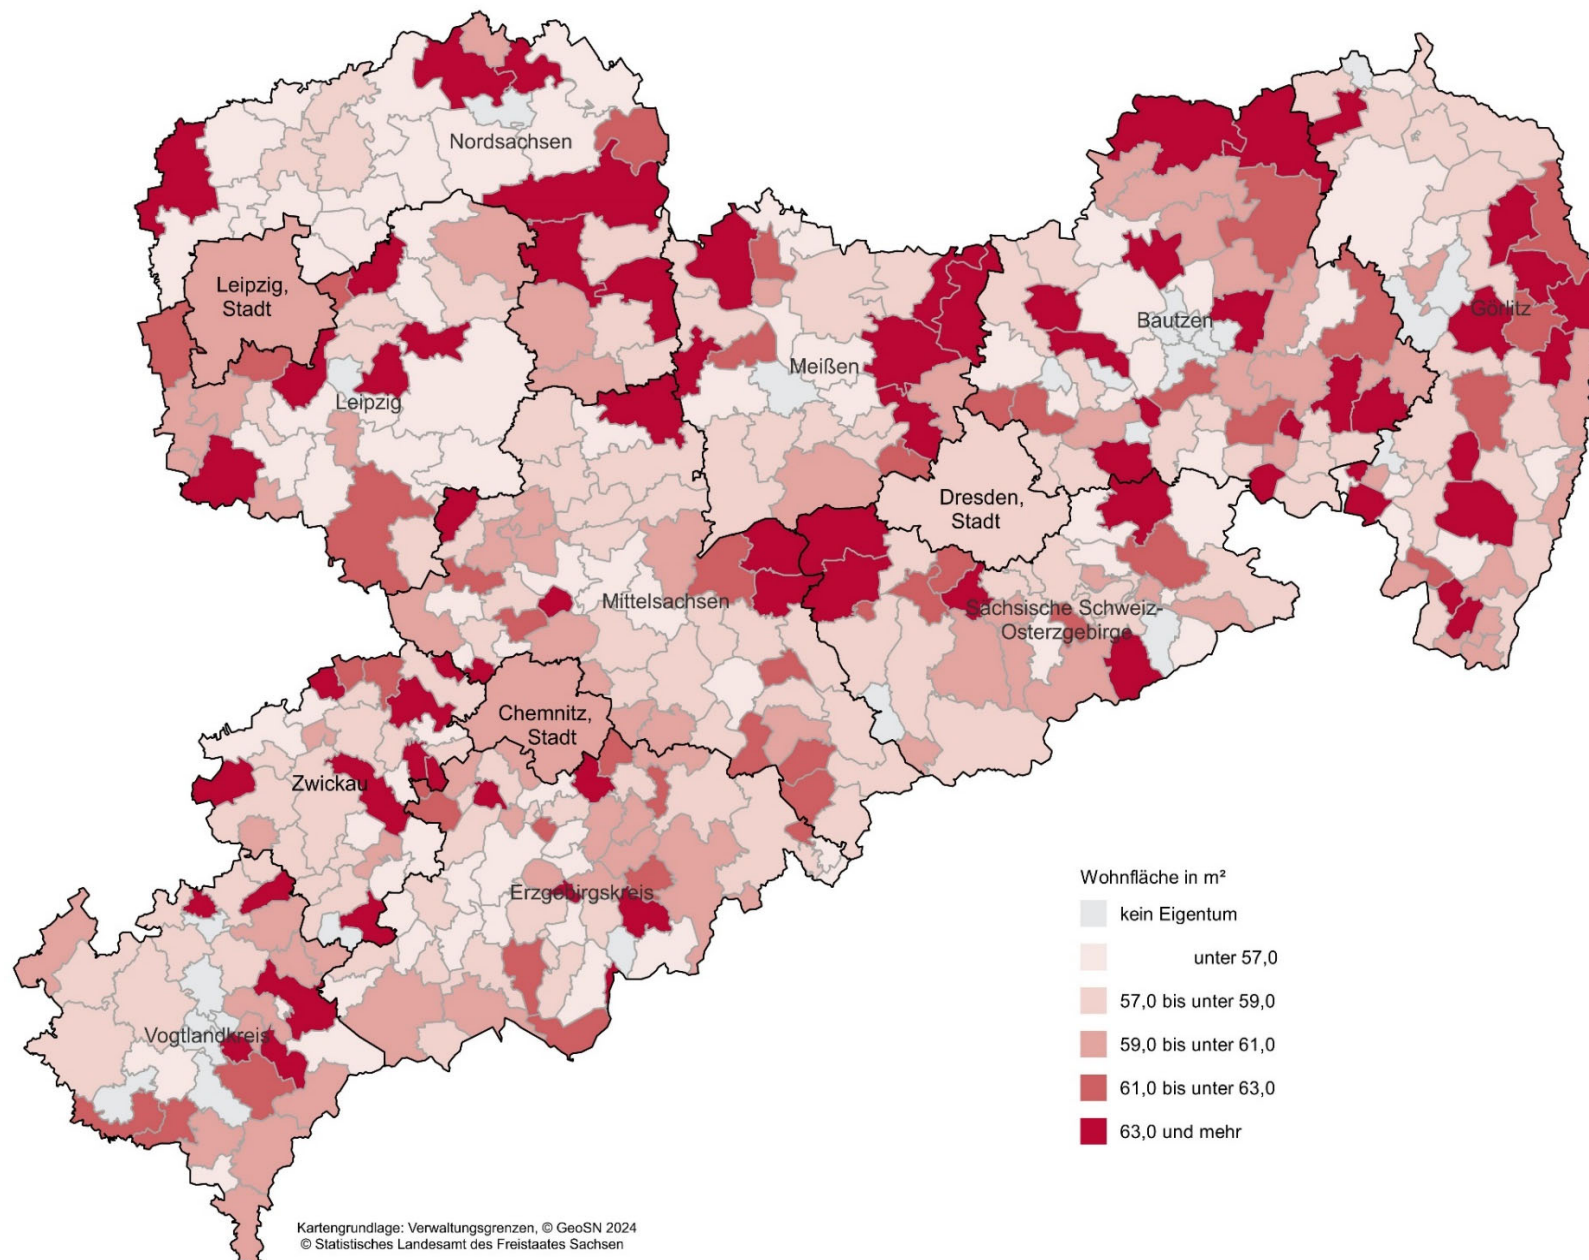 Nordsachsen
Leipzig,
Stadt
Bautzen
Görlitz
Meißen
Leipzig
Dresden,
Stadt
Mittelsachsen
Sächsische Schweiz-
Osterzgebirge
Chemnitz,
Stadt
Zwickau
Erzgebirgskreis
Vogtlandkreis
Wohnfläche in m²
kein Eigentum
unter 57,0
57,0 bis unter 59,0
59,0 bis unter 61,0
61,0 bis unter 63,0
63,0 und mehr
Kartengrundlage: Verwaltungsgrenzen, © GeoSN 2024
© Statistisches Landesamt des Freistaates Sachsen